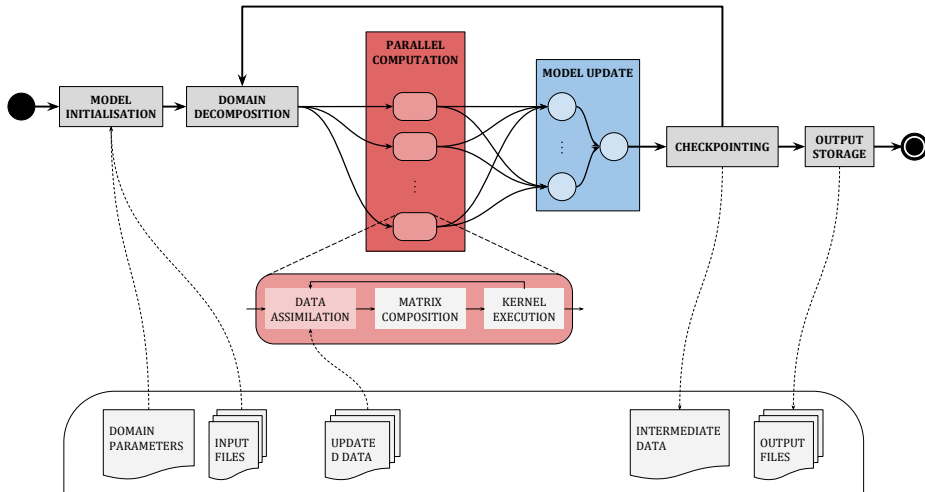 PARALLEL
COMPUTATION
MODEL UPDATE
MODEL
INITIALISATION
DOMAIN
DECOMPOSITION
CHECKPOINTING
OUTPUT
STORAGE
DATA
ASSIMILATION
MATRIX
COMPOSITION
KERNEL
EXECUTION
DOMAIN
PARAMETERS
INPUT
FILES
UPDATE
D DATA
INTERMEDIATE
DATA
OUTPUT
FILES